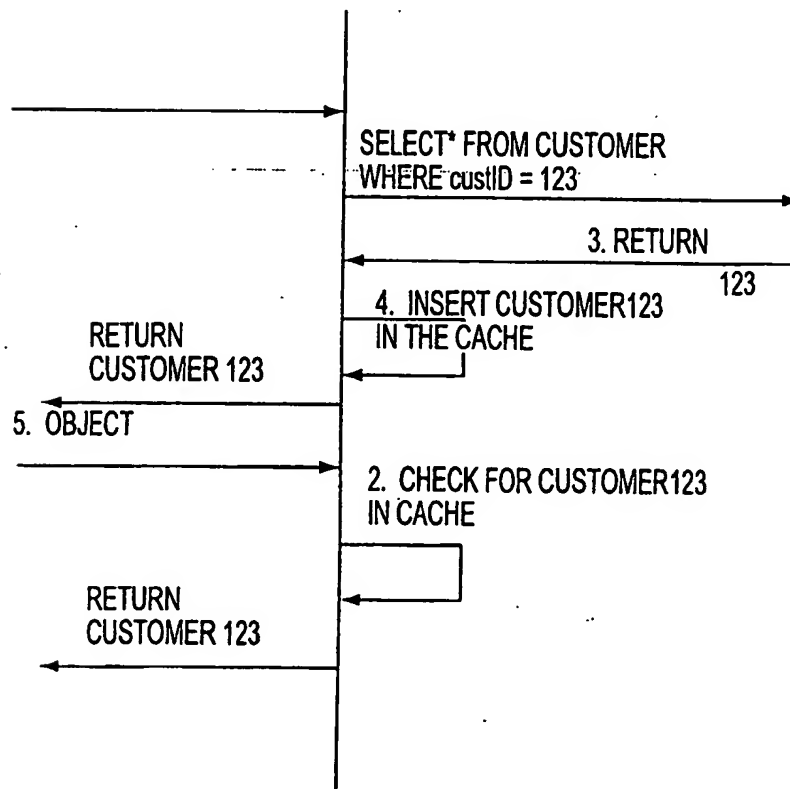 SELECT* FROM CUSTOMER
WHERE custID = 123
3. RETURN
123
4. INSERT CUSTOMER123
IN THE CACHE
RETURN
CUSTOMER 123
5. OBJECT
2. CHECK FOR CUSTOMER123
IN CACHE
RETURN
CUSTOMER 123